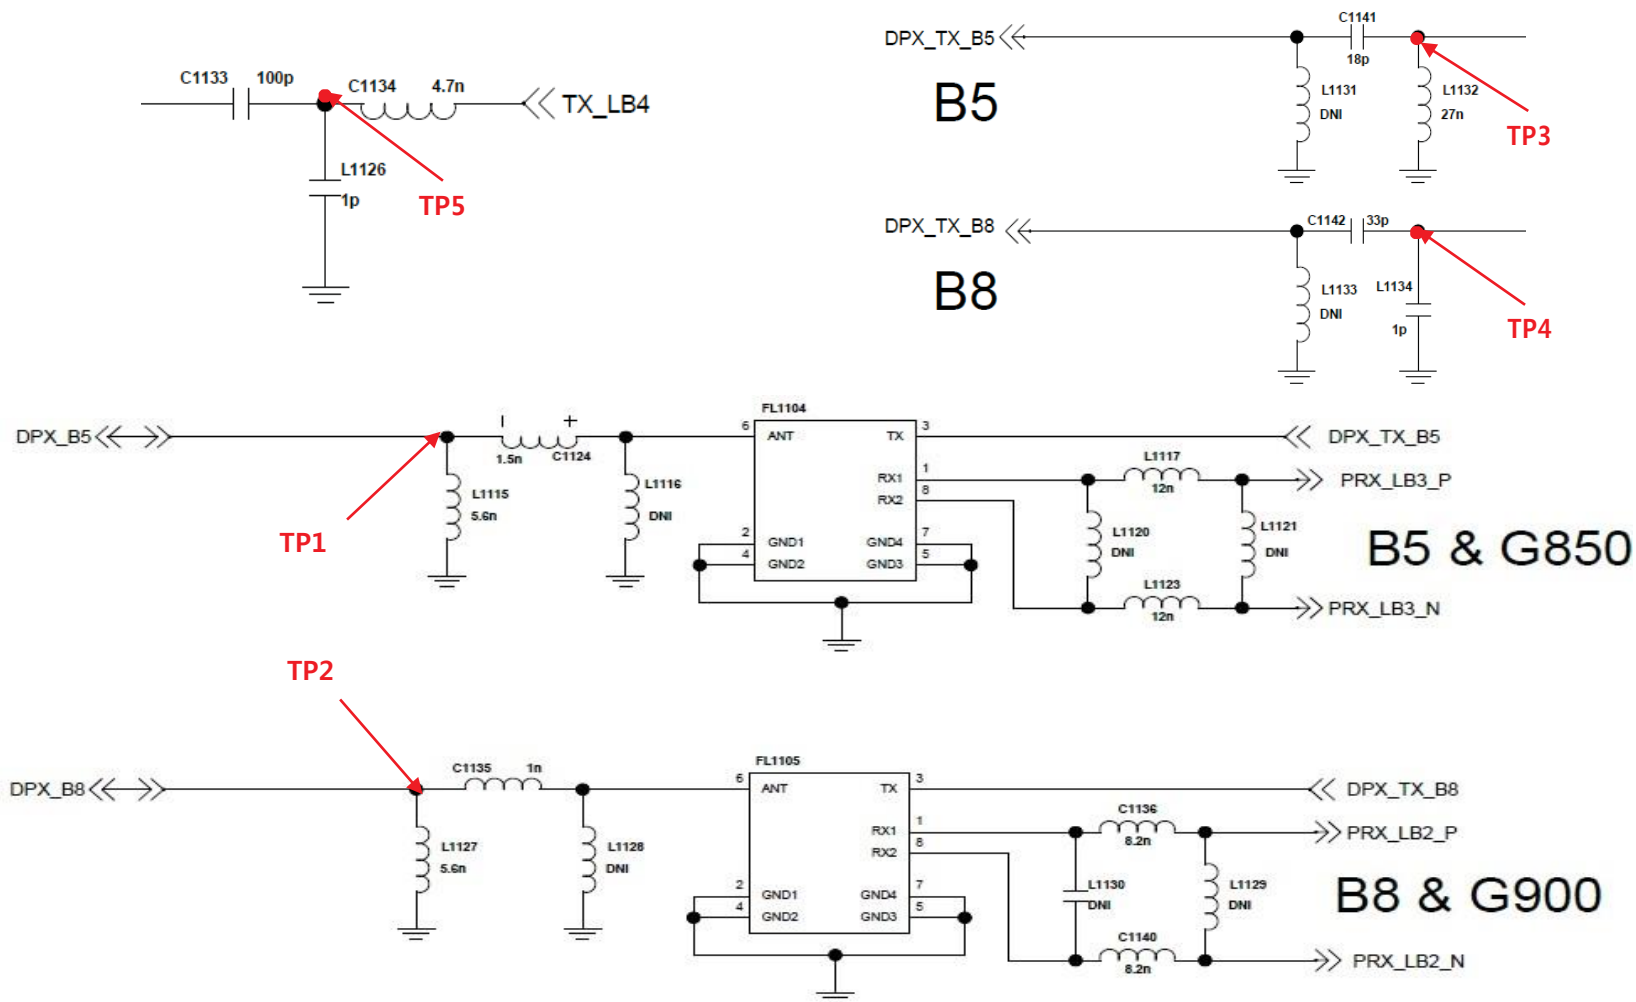 C1133 100p
C1134 4.7n
TX_LB4
L1126
1p
TP5
DPX_TX_B5
C1141
18p
B5
L1131
DNI
L1132
27n
TP3
DPX_TX_B8
C1142 33p
B8
L1133
DNI
L1134
1p
TP4
DPX_B5
TP1
L1115
5.6n
- +
1.5n C1124
L1116
DNI
FL1104
6 ANT TX 3
RX1 1
RX2 8
2 GND1 GND4 7
4 GND2 GND3 5
DPX_TX_B5
L1117
12n
PRX_LB3_P
L1120
DNI
L1121
DNI
B5 & G850
L1123
12n
PRX_LB3_N
TP2
DPX_B8
C1135 1n
L1127
5.6n
L1128
DNI
FL1105
6 ANT TX 3
RX1 1
RX2 8
2 GND1 GND4 7
4 GND2 GND3 5
DPX_TX_B8
C1136
8.2n
PRX_LB2_P
L1130
DNI
L1129
DNI
B8 & G900
C1140
8.2n
PRX_LB2_N